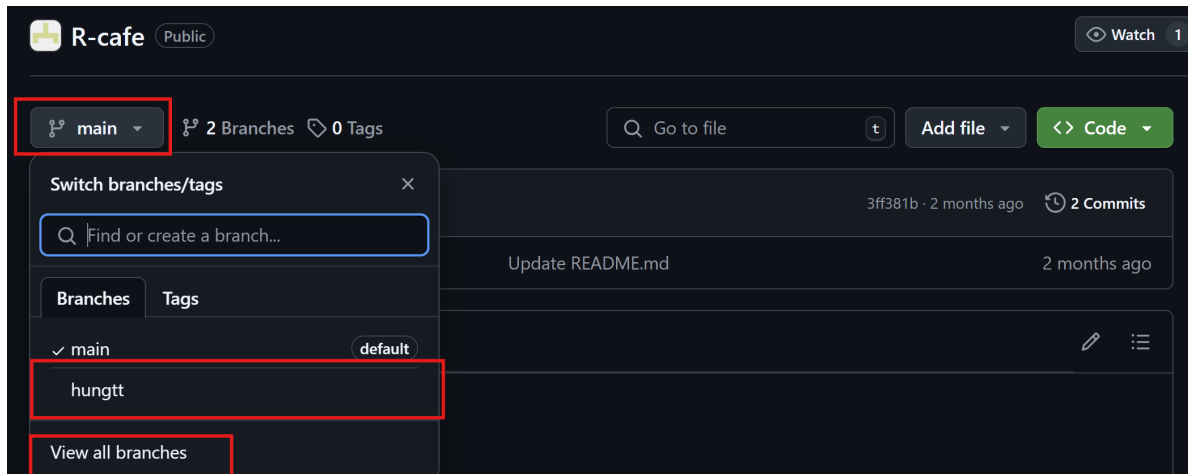 R-cafe Public Watch 1
main 2 Branches 0 Tags Go to file t Add file <> Code
Switch branches/tags
3ff381b · 2 months ago 2 Commits
Find or create a branch...
Update README.md 2 months ago
Branches Tags
main default
hungtt
View all branches